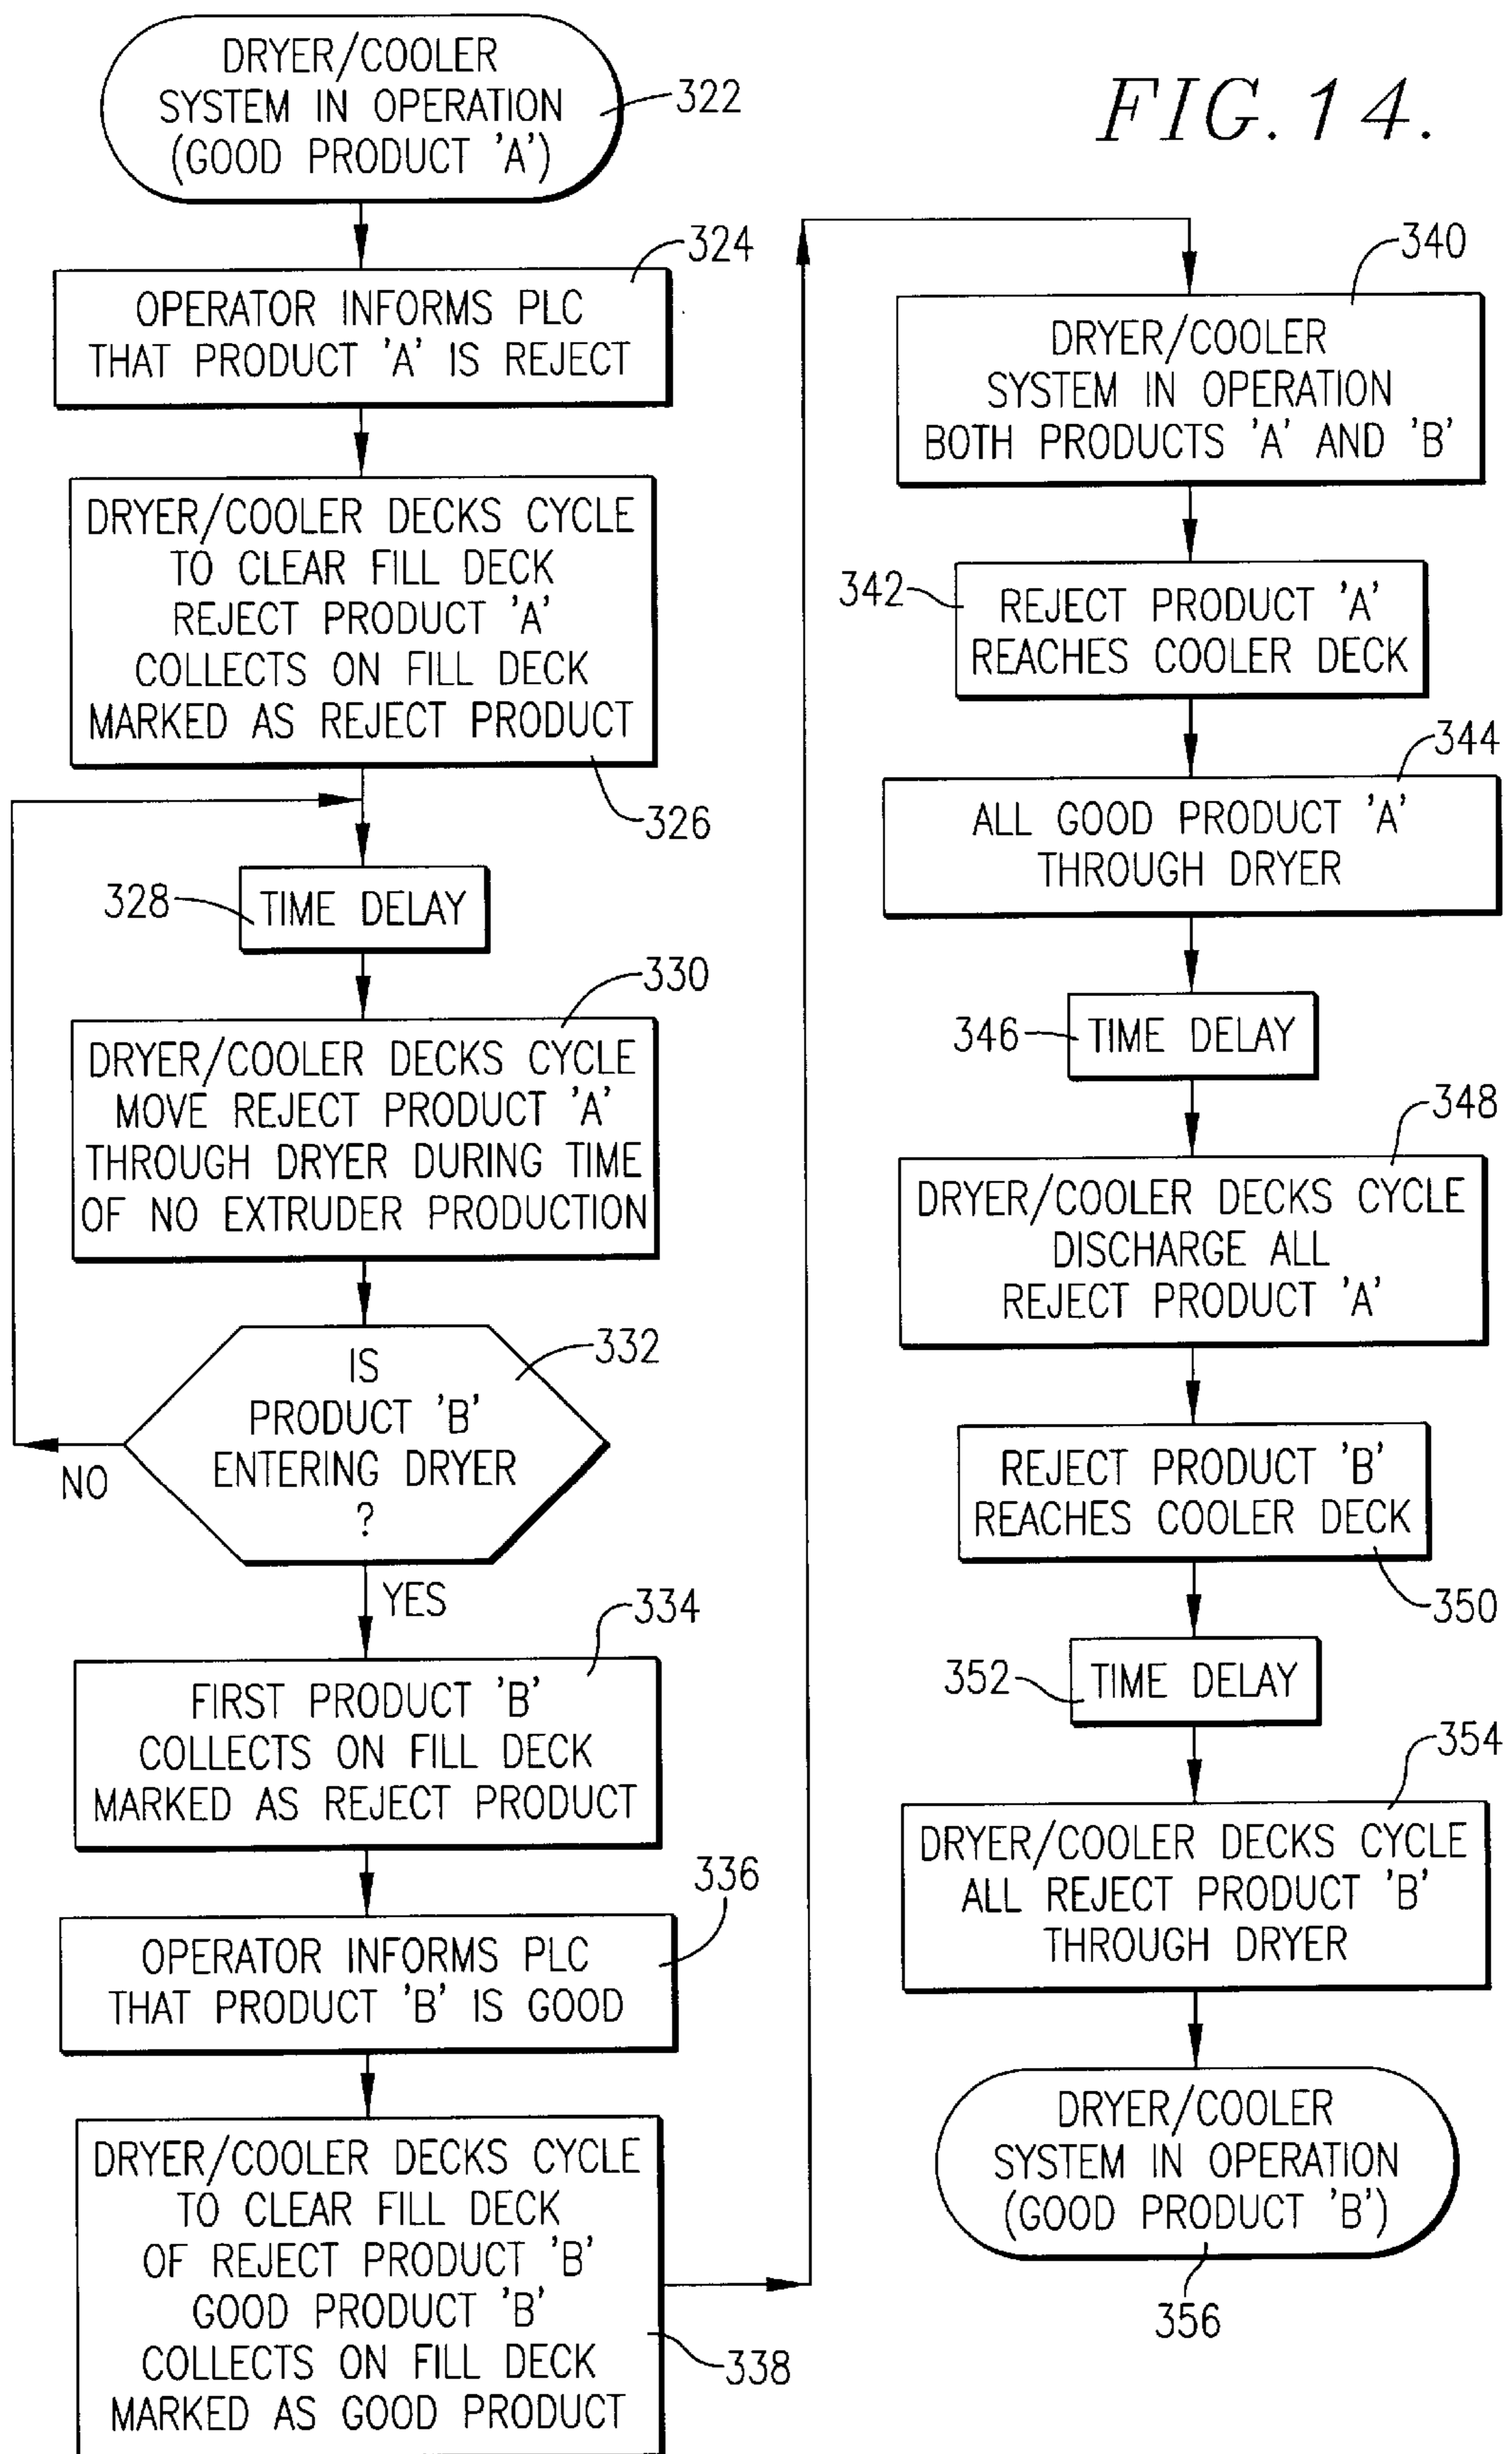 FIG. 14.
DRYER/COOLER
SYSTEM IN OPERATION
(GOOD PRODUCT 'A')
322
324
OPERATOR INFORMS PLC
THAT PRODUCT 'A' IS REJECT
DRYER/COOLER DECKS CYCLE
TO CLEAR FILL DECK
REJECT PRODUCT 'A'
COLLECTS ON FILL DECK
MARKED AS REJECT PRODUCT
326
328
TIME DELAY
330
DRYER/COOLER DECKS CYCLE
MOVE REJECT PRODUCT 'A'
THROUGH DRYER DURING TIME
OF NO EXTRUDER PRODUCTION
332
IS
PRODUCT 'B'
ENTERING DRYER
?
NO
YES
334
FIRST PRODUCT 'B'
COLLECTS ON FILL DECK
MARKED AS REJECT PRODUCT
336
OPERATOR INFORMS PLC
THAT PRODUCT 'B' IS GOOD
DRYER/COOLER DECKS CYCLE
TO CLEAR FILL DECK
OF REJECT PRODUCT 'B'
GOOD PRODUCT 'B'
COLLECTS ON FILL DECK
MARKED AS GOOD PRODUCT
338
340
DRYER/COOLER
SYSTEM IN OPERATION
BOTH PRODUCTS 'A' AND 'B'
342
REJECT PRODUCT 'A'
REACHES COOLER DECK
344
ALL GOOD PRODUCT 'A'
THROUGH DRYER
346
TIME DELAY
348
DRYER/COOLER DECKS CYCLE
DISCHARGE ALL
REJECT PRODUCT 'A'
REJECT PRODUCT 'B'
REACHES COOLER DECK
350
352
TIME DELAY
354
DRYER/COOLER DECKS CYCLE
ALL REJECT PRODUCT 'B'
THROUGH DRYER
DRYER/COOLER
SYSTEM IN OPERATION
(GOOD PRODUCT 'B')
356